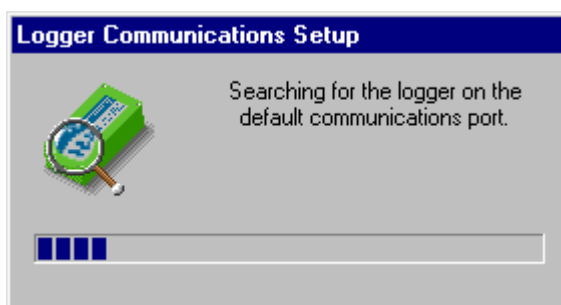 Logger Communications Setup
Searching for the logger on the
default communications port.